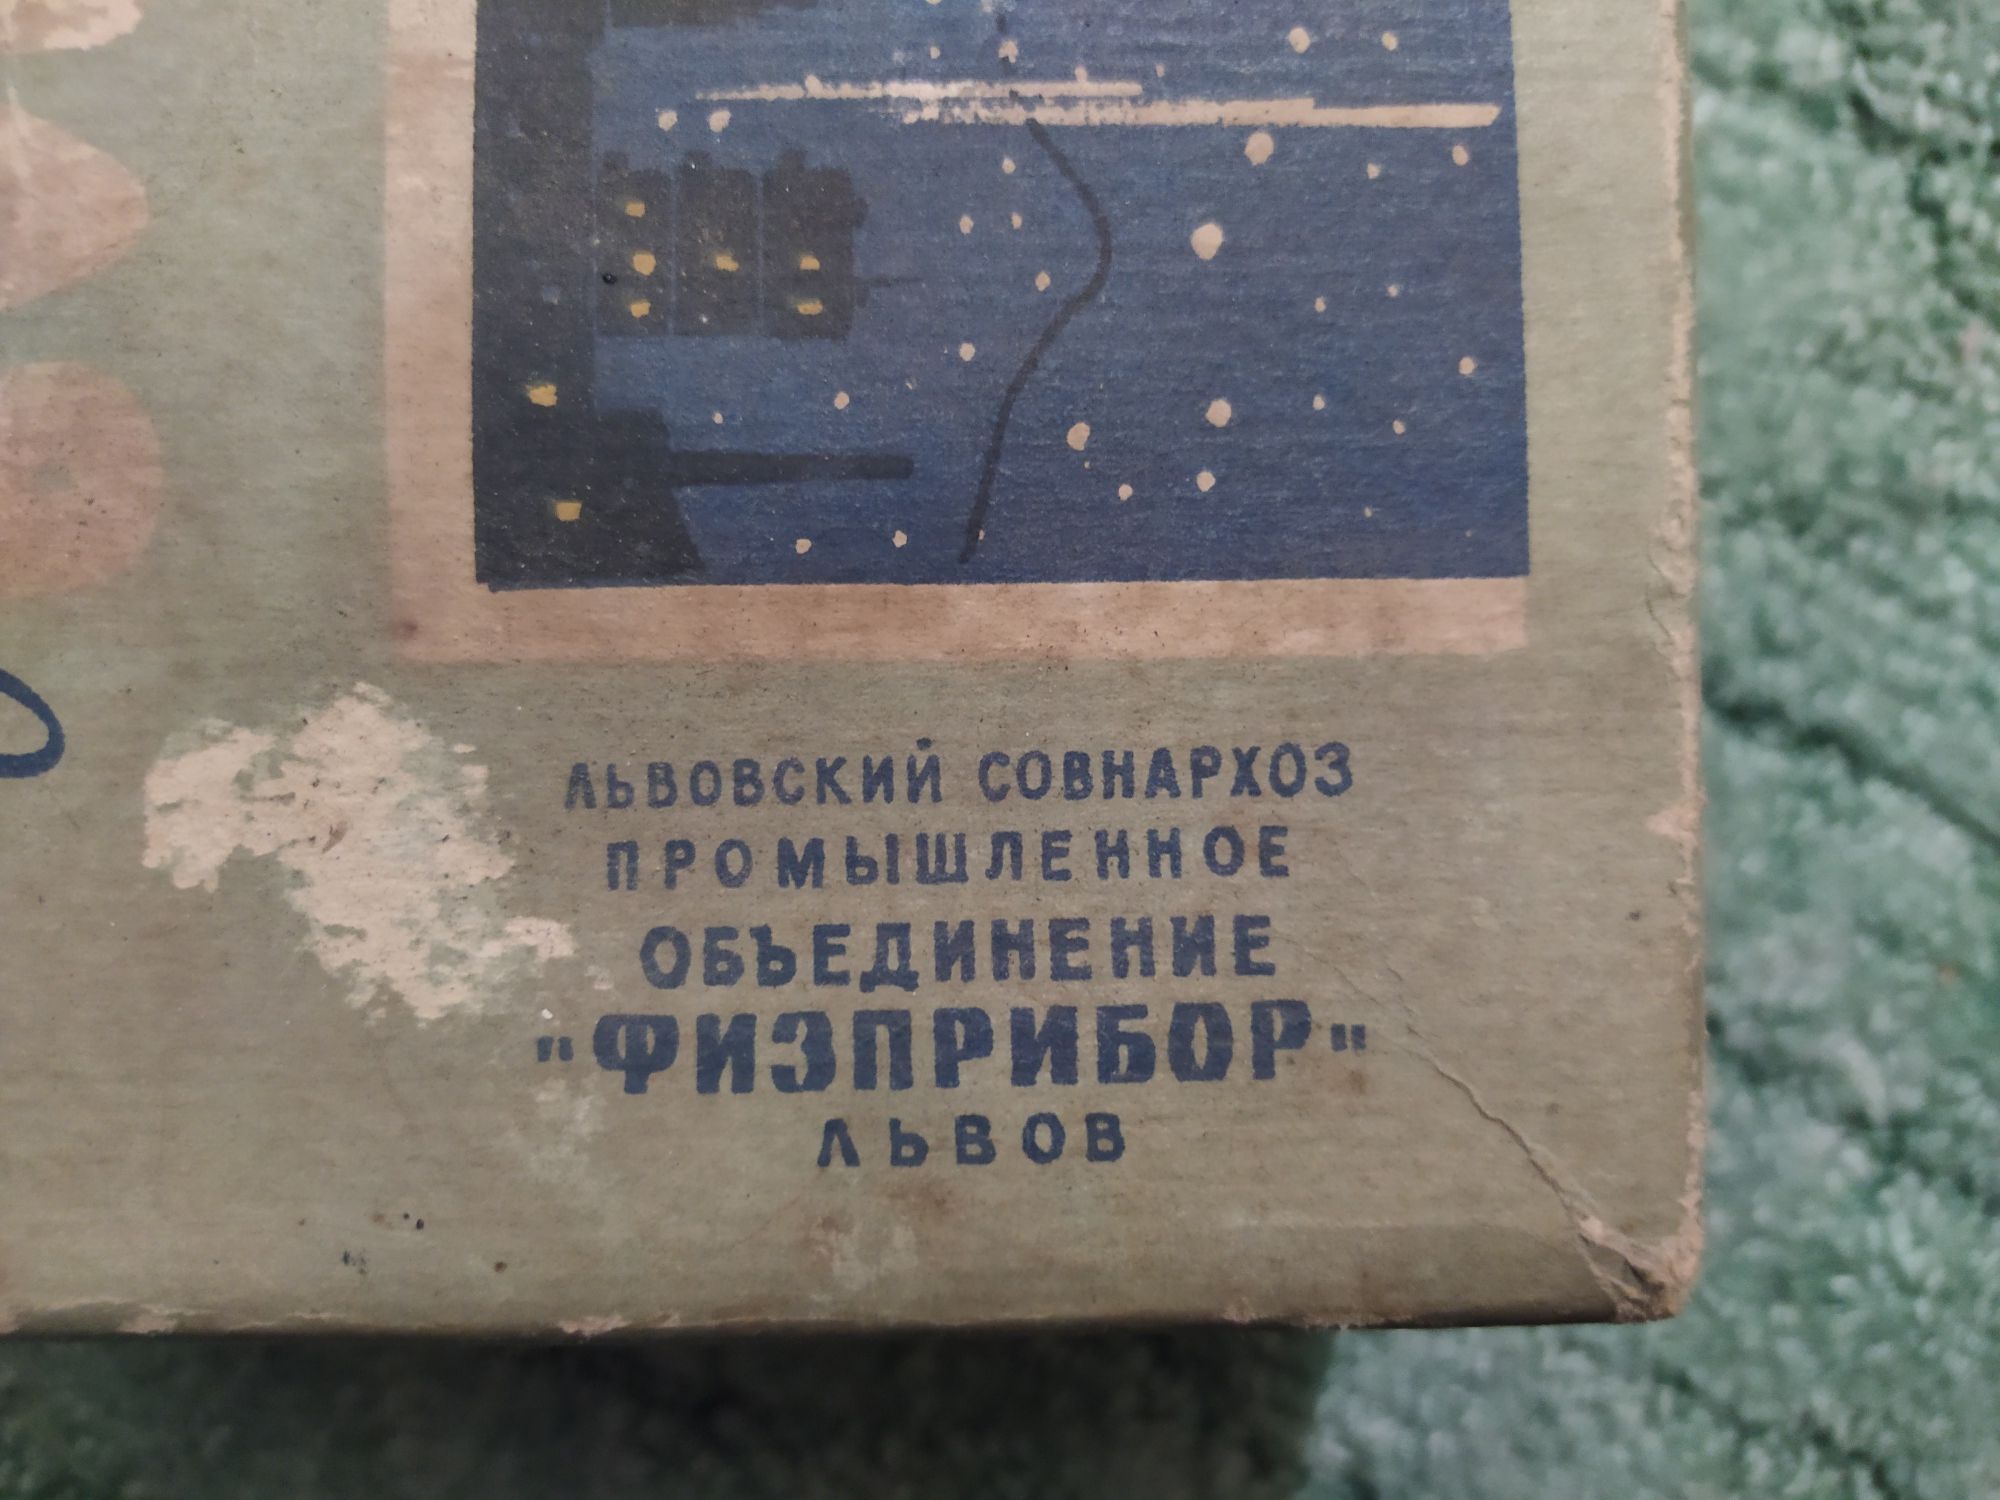 ЛЬВОВСКИЙ СОВНАРХОЗ
ПРОМЫШЛЕННОЕ
ОБЪЕДИНЕНИЕ
"ФИЗПРИБОР"
ЛЬВОВ